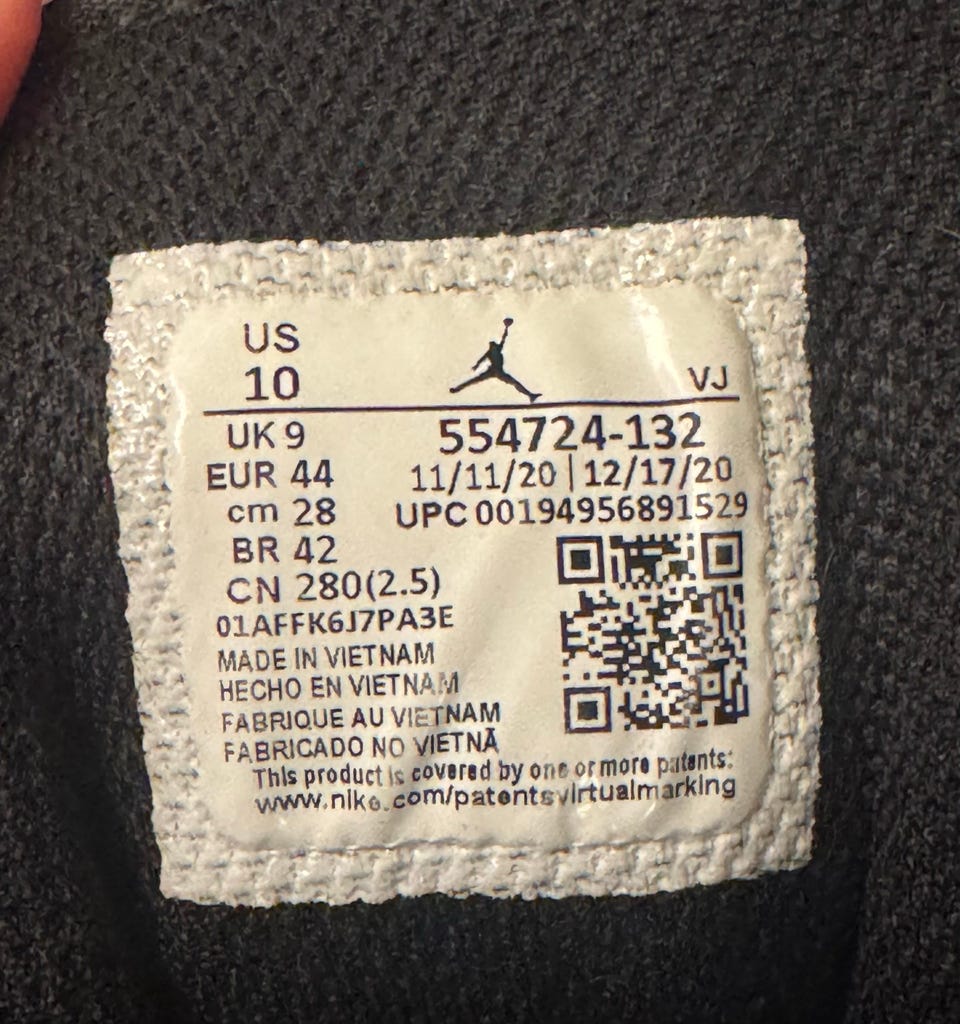 US
10
VJ
UK 9
554724-132
EUR 44
11/11/20 | 12/17/20
cm 28
UPC 00194956891529
BR 42
CN 280(2.5)
01AFFK6J7PA3E
MADE IN VIETNAM
HECHO EN VIETNAM
FABRIQUE AU VIETNAM
FABRICADO NO VIETNÃ
This product is covered by one or more patents:
www.nike.com/patentsvirtualmarking